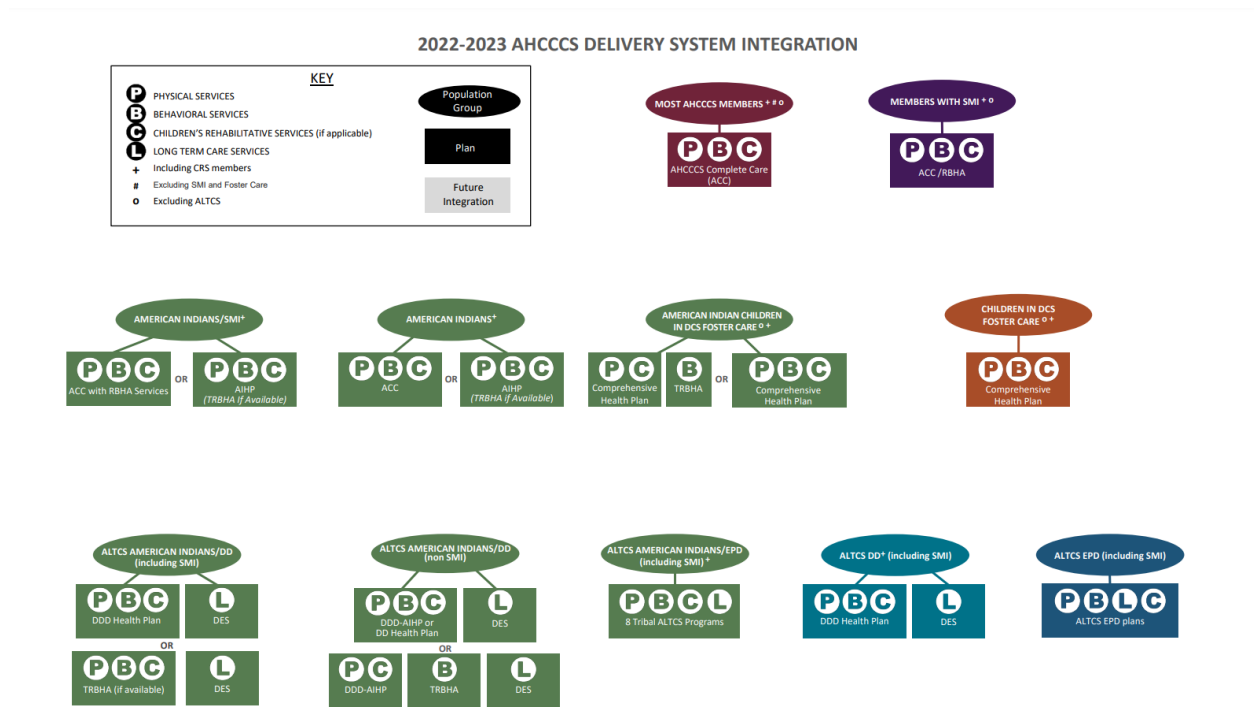 2022-2023 AHCCCS DELIVERY SYSTEM INTEGRATION
KEY
P PHYSICAL SERVICES
B BEHAVIORAL SERVICES
C CHILDREN'S REHABILITATIVE SERVICES (if applicable)
L LONG TERM CARE SERVICES
+ Including CRS members
# Excluding SMI and Foster Care
o Excluding ALTCS
Population
Group
Plan
Future
Integration
MOST AHCCCS MEMBERS + # o
P B C
AHCCCS Complete Care
(ACC)
MEMBERS WITH SMI + o
P B C
ACC /RBHA
AMERICAN INDIANS/SMI+
P B C
ACC with RBHA Services
OR
P B C
AIHP
(TRBHA If Available)
AMERICAN INDIANS+
P B C
ACC
OR
P B C
AIHP
(TRBHA if Available)
AMERICAN INDIAN CHILDREN
IN DCS FOSTER CARE o +
P C
Comprehensive
Health Plan
B
TRBHA
OR
P B C
Comprehensive
Health Plan
CHILDREN IN DCS
FOSTER CARE o +
P B C
Comprehensive
Health Plan
ALTCS AMERICAN INDIANS/DD
(including SMI)
P B C
DDD Health Plan
L
DES
OR
P B C
TRBHA (if available)
L
DES
ALTCS AMERICAN INDIANS/DD
(non SMI)
P B C
DDD-AIHP or
DD Health Plan
L
DES
OR
P C
DDD-AIHP
B
TRBHA
L
DES
ALTCS AMERICAN INDIANS/EPD
(including SMI) +
P B C L
8 Tribal ALTCS Programs
ALTCS DD+ (including SMI)
P B C
DDD Health Plan
L
DES
ALTCS EPD (including SMI)
P B L C
ALTCS EPD plans